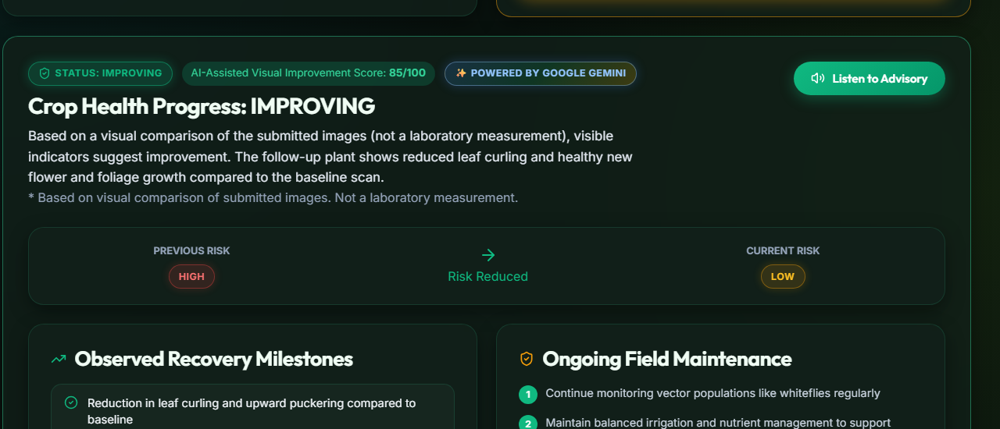 STATUS: IMPROVING
AI-Assisted Visual Improvement Score: 85/100
POWERED BY GOOGLE GEMINI
Listen to Advisory
Crop Health Progress: IMPROVING
Based on a visual comparison of the submitted images (not a laboratory measurement), visible
indicators suggest improvement. The follow-up plant shows reduced leaf curling and healthy new
flower and foliage growth compared to the baseline scan.
* Based on visual comparison of submitted images. Not a laboratory measurement.
PREVIOUS RISK
HIGH
Risk Reduced
CURRENT RISK
LOW
Observed Recovery Milestones
Reduction in leaf curling and upward puckering compared to
baseline
Ongoing Field Maintenance
1 Continue monitoring vector populations like whiteflies regularly
2 Maintain balanced irrigation and nutrient management to support